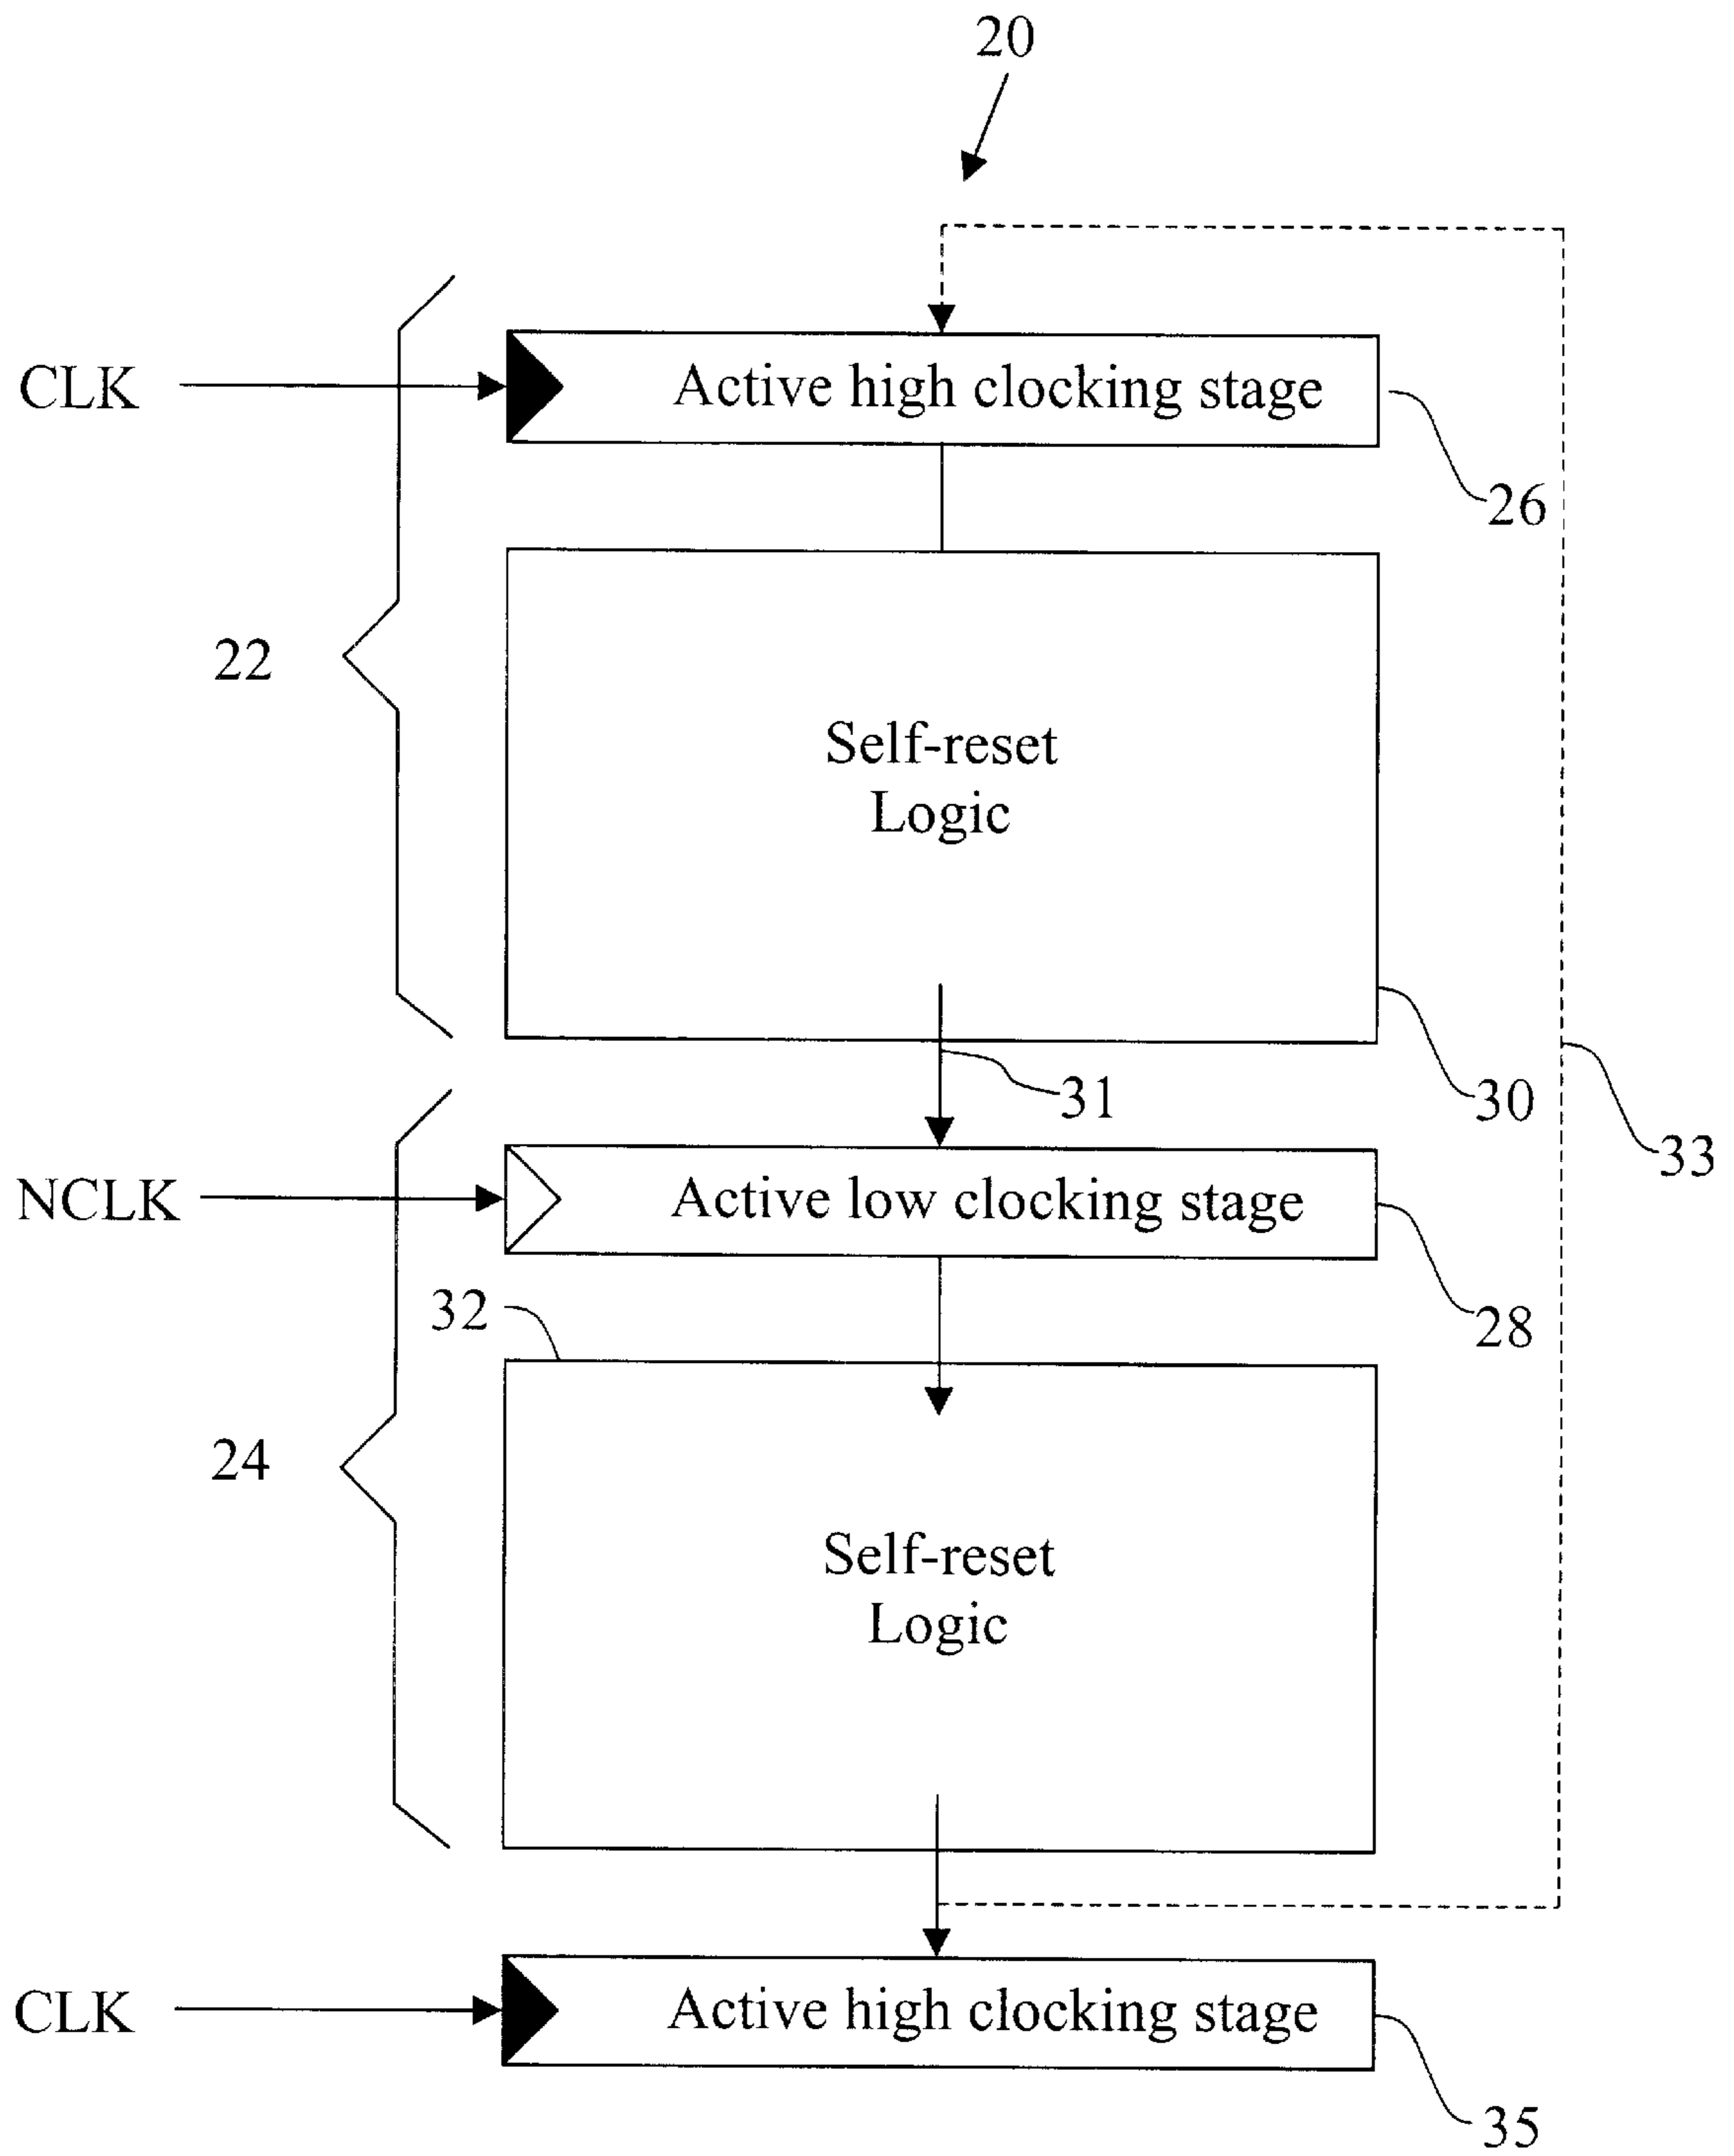 20
CLK
Active high clocking stage
26
22
Self-reset
Logic
31
30
33
NCLK
Active low clocking stage
32
28
24
Self-reset
Logic
CLK
Active high clocking stage
35